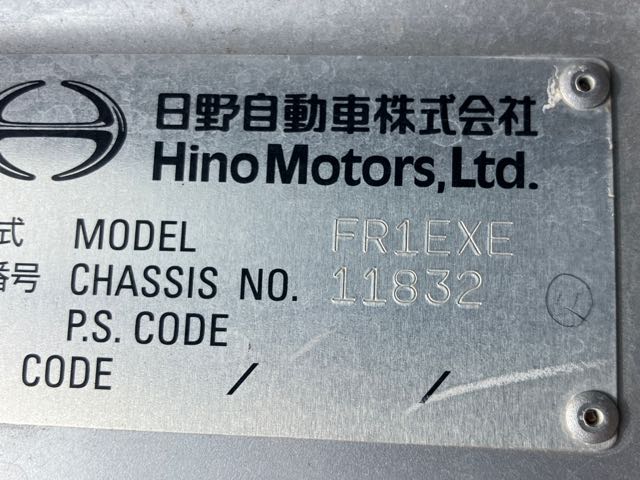 日野自動車株式会社
Hino Motors, Ltd.
式 MODEL FR1EXE
番号 CHASSIS NO. 11832
P.S. CODE
CODE / /